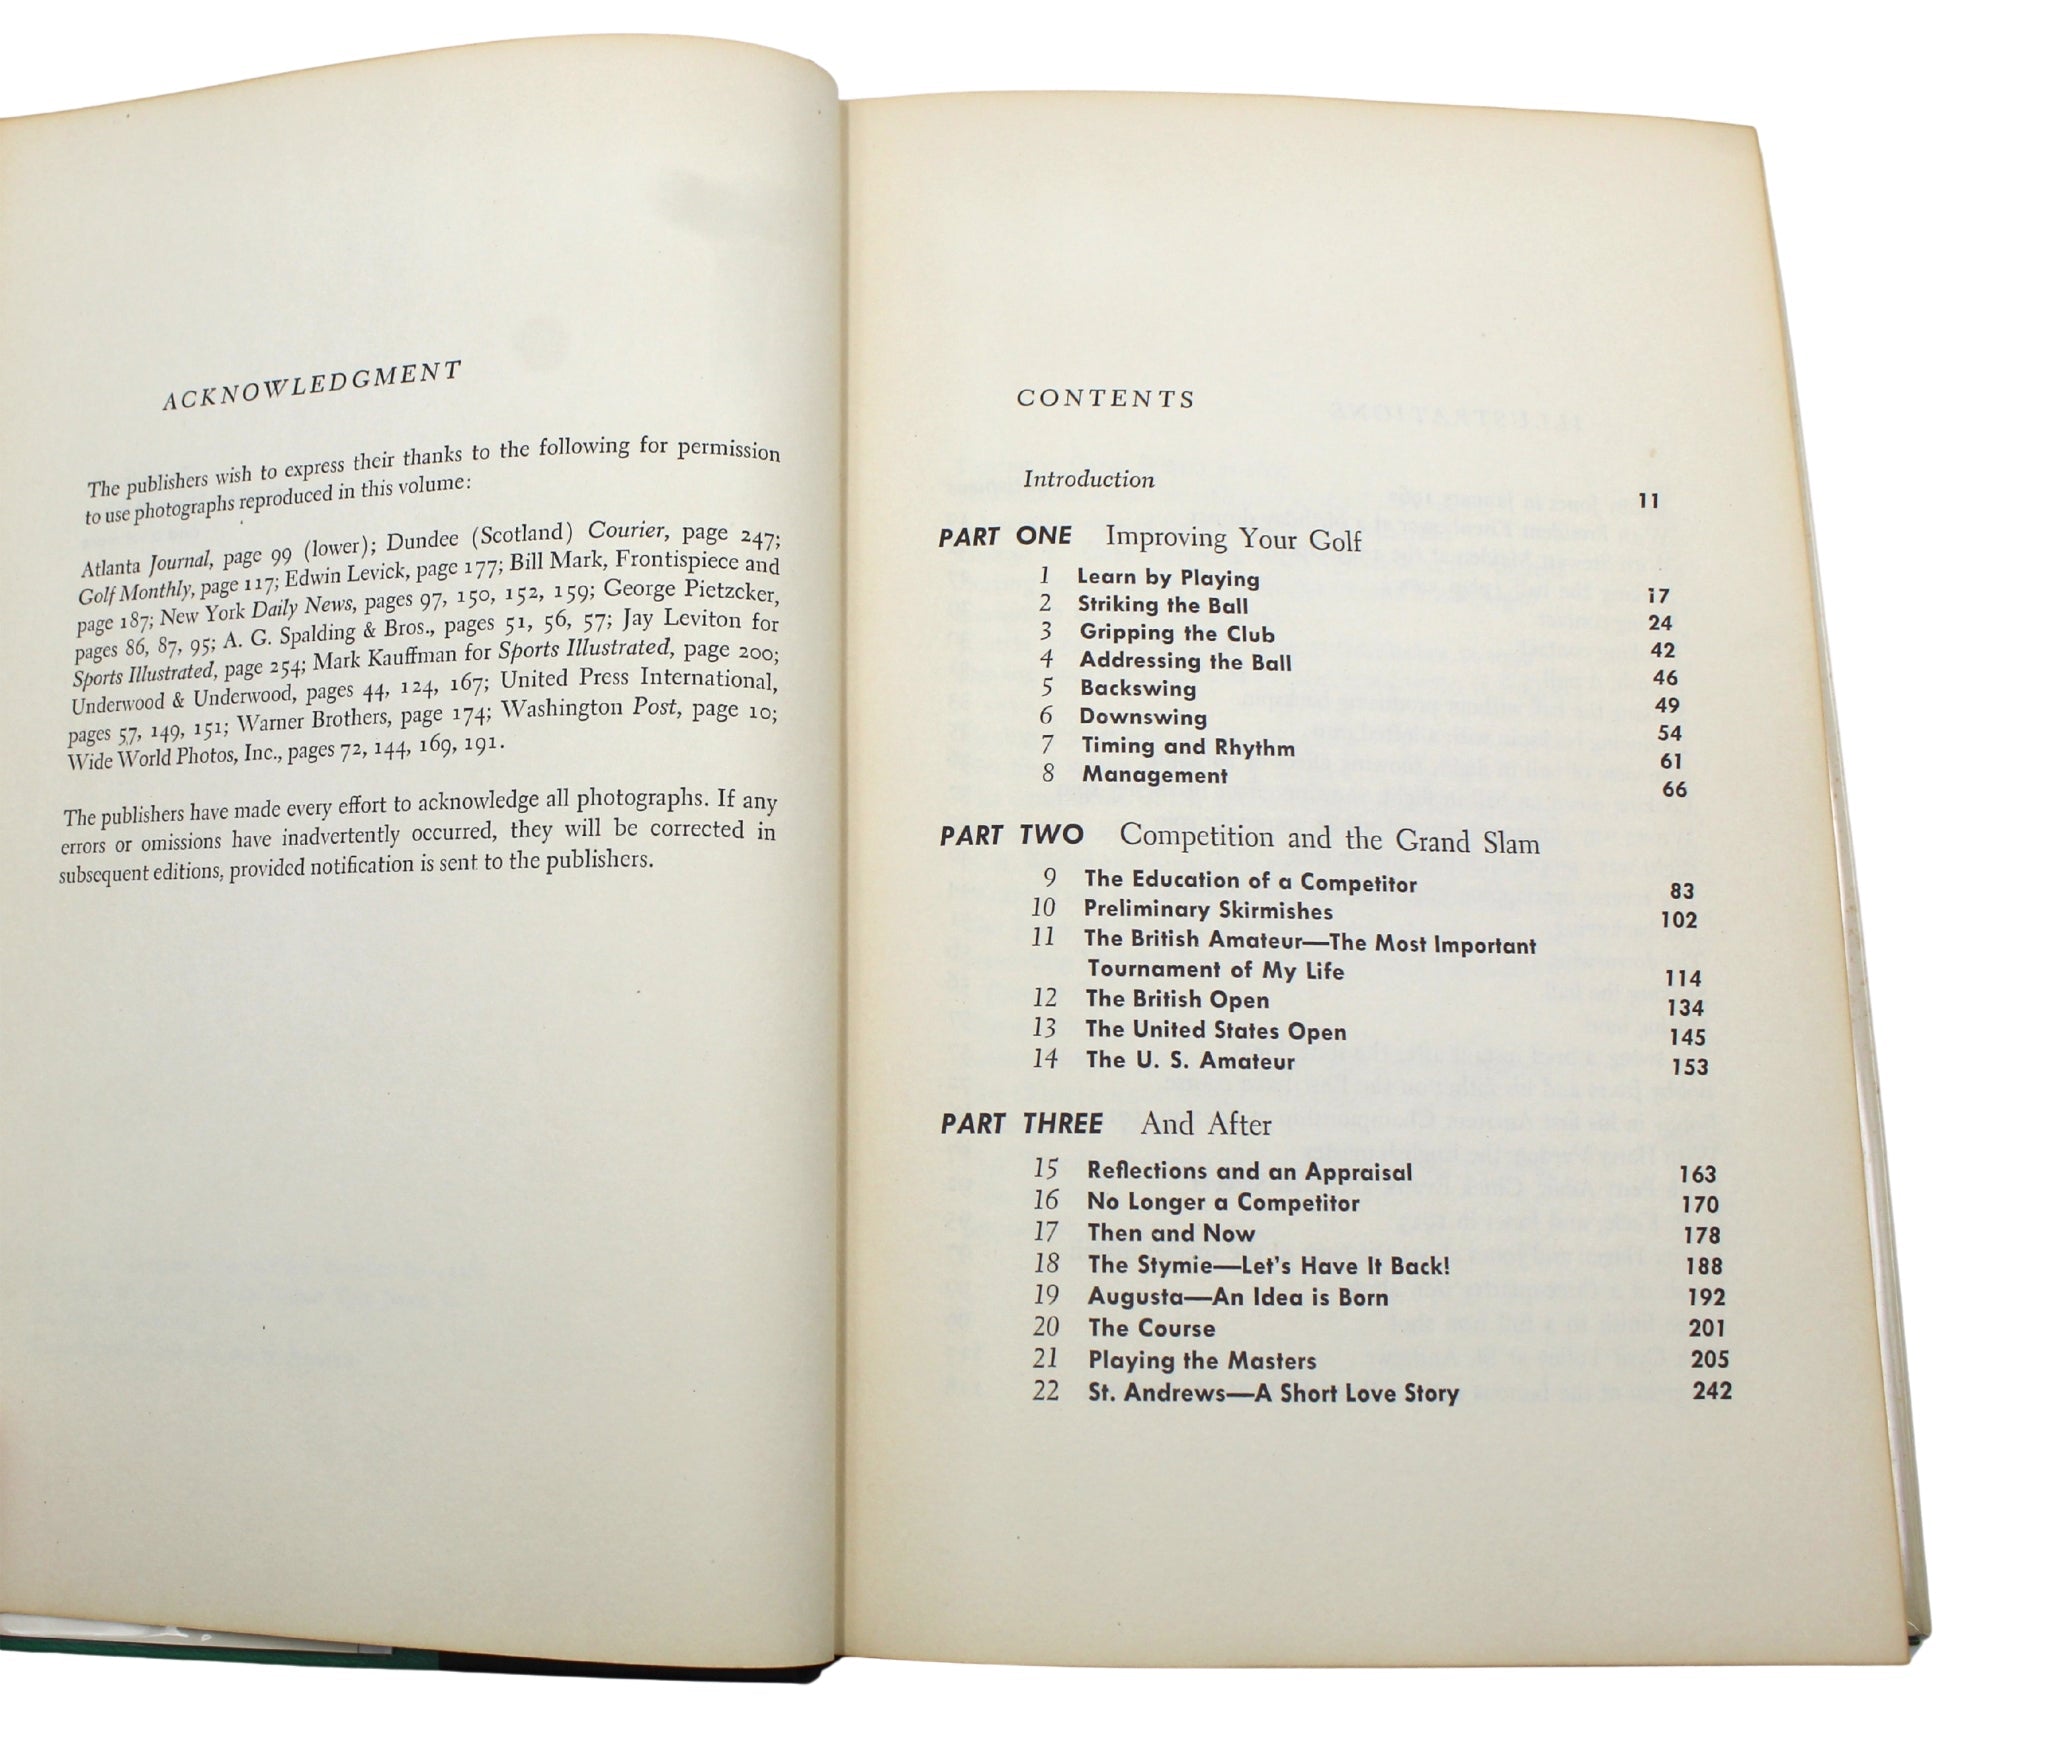 ACKNOWLEDGMENT
The publishers wish to express their thanks to the following for permission
to use photographs reproduced in this volume:
Atlanta Journal, page 99 (lower); Dundee (Scotland) Courier, page 247;
Golf Monthly, page 117; Edwin Levick, page 177; Bill Mark, Frontispiece and
page 187; New York Daily News, pages 97, 150, 152, 159; George Pietzcker,
pages 86, 87, 95; A. G. Spalding & Bros., pages 51, 56, 57; Jay Leviton for
Sports Illustrated, page 254; Mark Kauffman for Sports Illustrated, page 200;
Underwood & Underwood, pages 44, 124, 167; United Press International,
pages 57, 149, 151; Warner Brothers, page 174; Washington Post, page 10;
Wide World Photos, Inc., pages 72, 144, 169, 191.
The publishers have made every effort to acknowledge all photographs. If any
errors or omissions have inadvertently occurred, they will be corrected in
subsequent editions, provided notification is sent to the publishers.
CONTENTS
Introduction 11
PART ONE Improving Your Golf
1 Learn by Playing 17
2 Striking the Ball 24
3 Gripping the Club 42
4 Addressing the Ball 46
5 Backswing 49
6 Downswing 54
7 Timing and Rhythm 61
8 Management 66
PART TWO Competition and the Grand Slam
9 The Education of a Competitor 83
10 Preliminary Skirmishes 102
11 The British Amateur—The Most Important
Tournament of My Life 114
12 The British Open 134
13 The United States Open 145
14 The U. S. Amateur 153
PART THREE And After
15 Reflections and an Appraisal 163
16 No Longer a Competitor 170
17 Then and Now 178
18 The Stymie—Let's Have It Back! 188
19 Augusta—An Idea is Born 192
20 The Course 201
21 Playing the Masters 205
22 St. Andrews—A Short Love Story 242